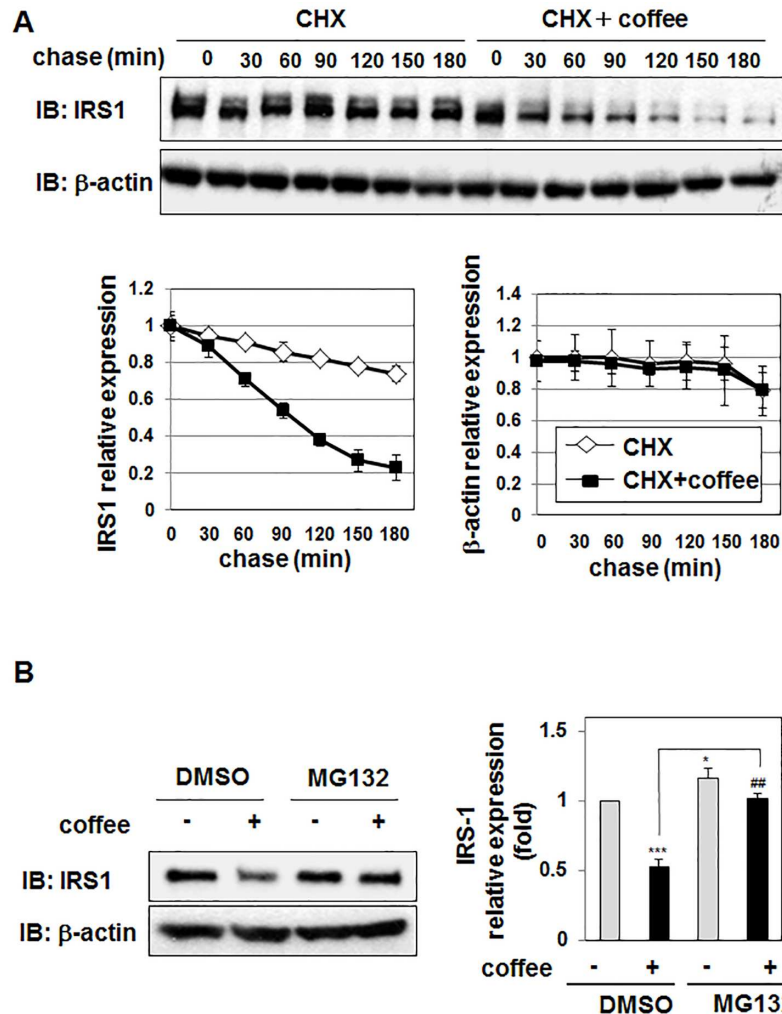 A
CHX CHX + coffee
chase (min) 0 30 60 90 120 150 180 0 30 60 90 120 150 180
IB: IRS1
IB: β-actin
IRS1 relative expression
1.2
1
0.8
0.6
0.4
0.2
0
0 30 60 90 120 150 180
chase (min)
β-actin relative expression
1.4
1.2
1
0.8
0.6
0.4
0.2
0
CHX
CHX+coffee
0 30 60 90 120 150 180
chase (min)
B
DMSO MG132
coffee - + - +
IB: IRS1
IB: β-actin
IRS-1
relative expression
(fold)
1.5
1
0.5
0
***
*
##
coffee - + - +
DMSO MG13